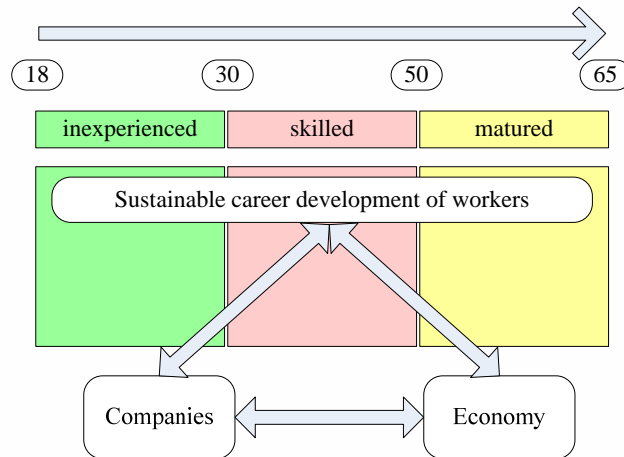 18 30 50 65
inexperienced skilled matured
Sustainable career development of workers
Companies Economy